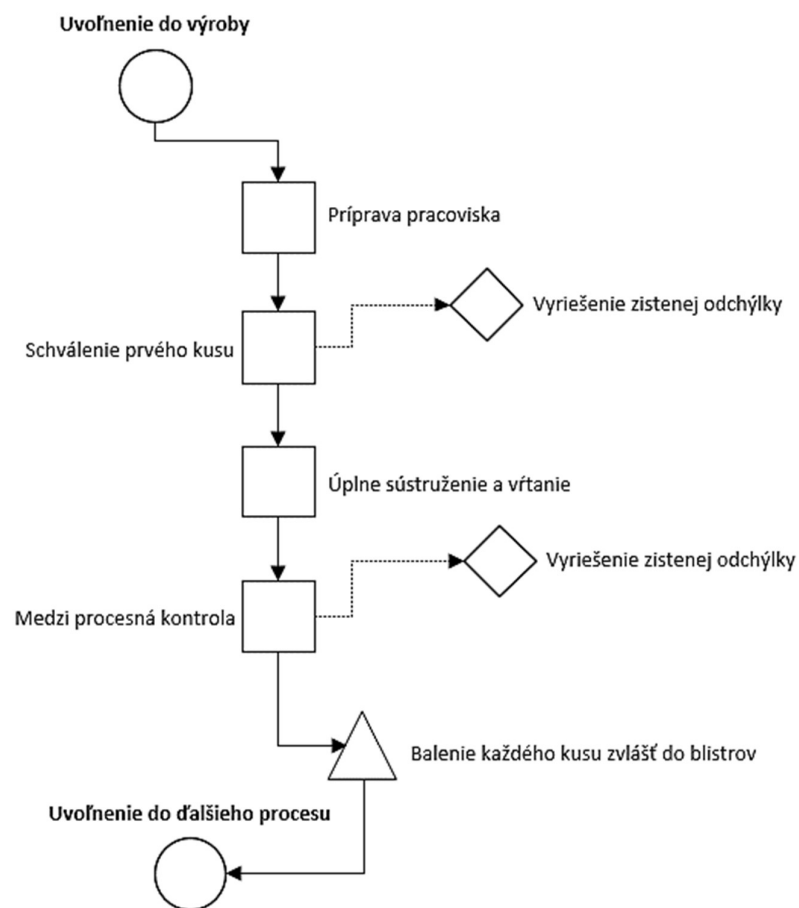 Uvoľnenie do výroby
Príprava pracoviska
Vyriešenie zistenej odchýlky
Schválenie prvého kusu
Úplne sústruženie a vŕtanie
Vyriešenie zistenej odchýlky
Medzi procesná kontrola
Balenie každého kusu zvlášť do blistrov
Uvoľnenie do ďalšieho procesu